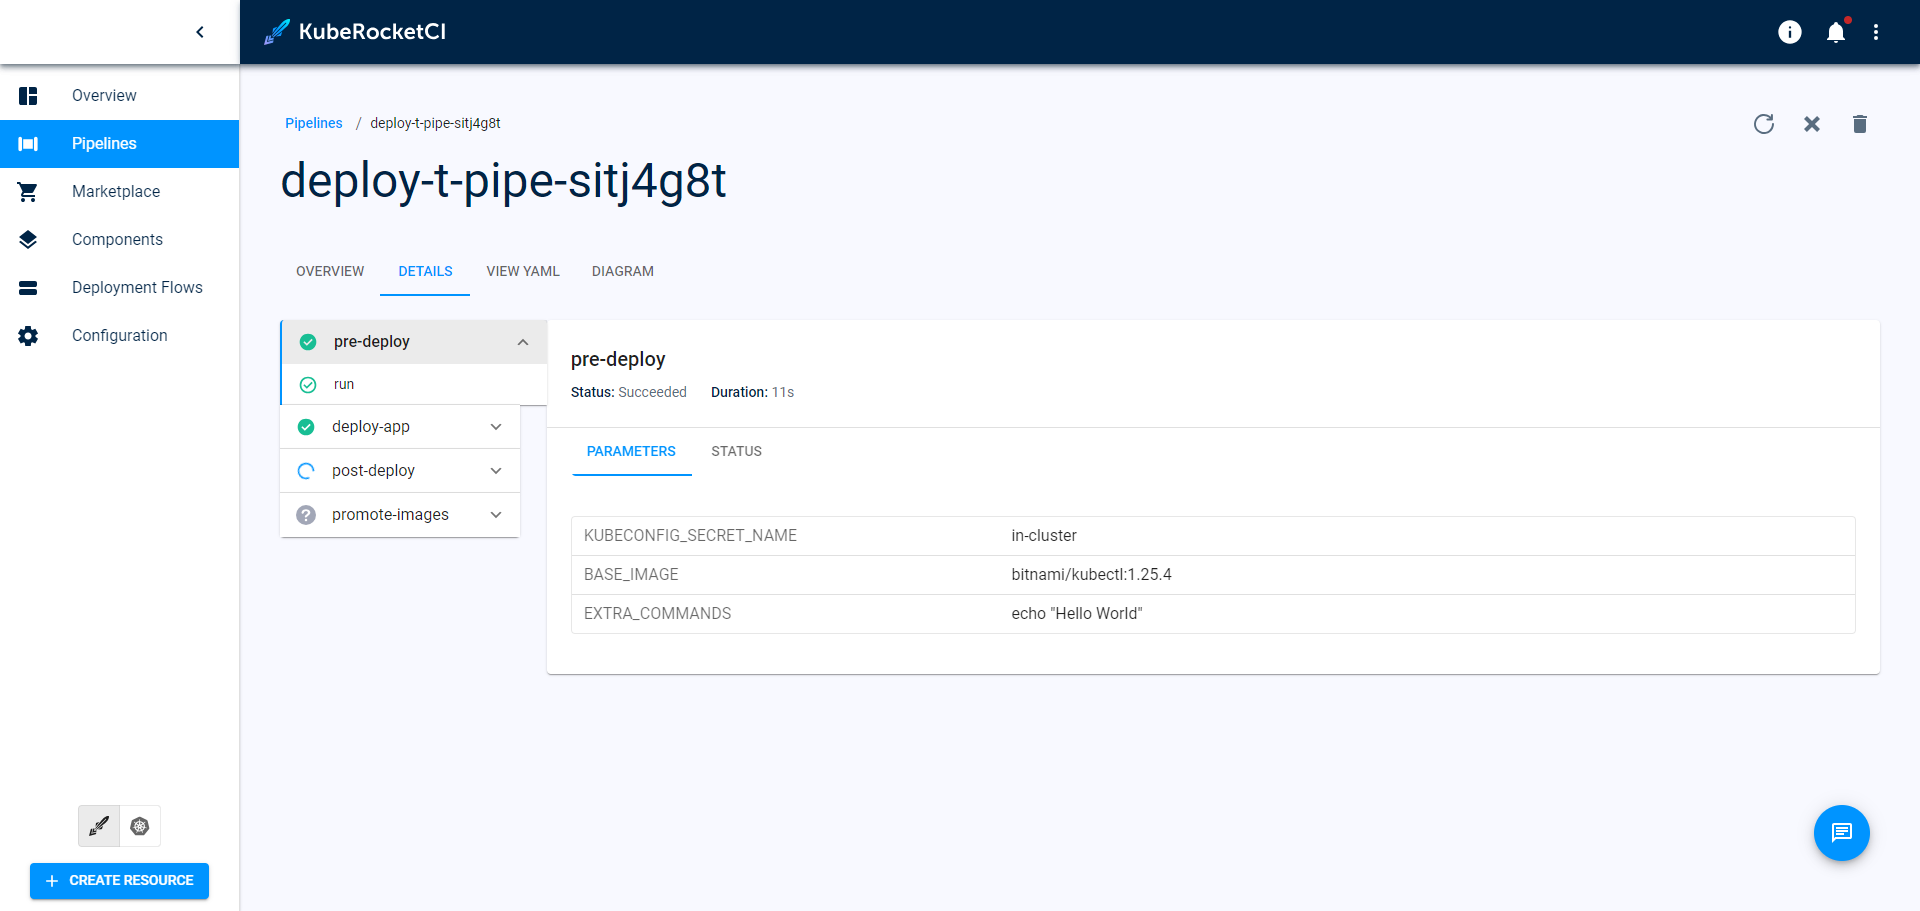 KubeRocketCI
Overview
Pipelines
Marketplace
Components
Deployment Flows
Configuration
CREATE RESOURCE
Pipelines / deploy-t-pipe-sitj4g8t
deploy-t-pipe-sitj4g8t
OVERVIEW DETAILS VIEW YAML DIAGRAM
pre-deploy
run
deploy-app
post-deploy
promote-images
pre-deploy
Status: Succeeded Duration: 11s
PARAMETERS STATUS
KUBECONFIG_SECRET_NAME in-cluster
BASE_IMAGE bitnami/kubectl:1.25.4
EXTRA_COMMANDS echo "Hello World"